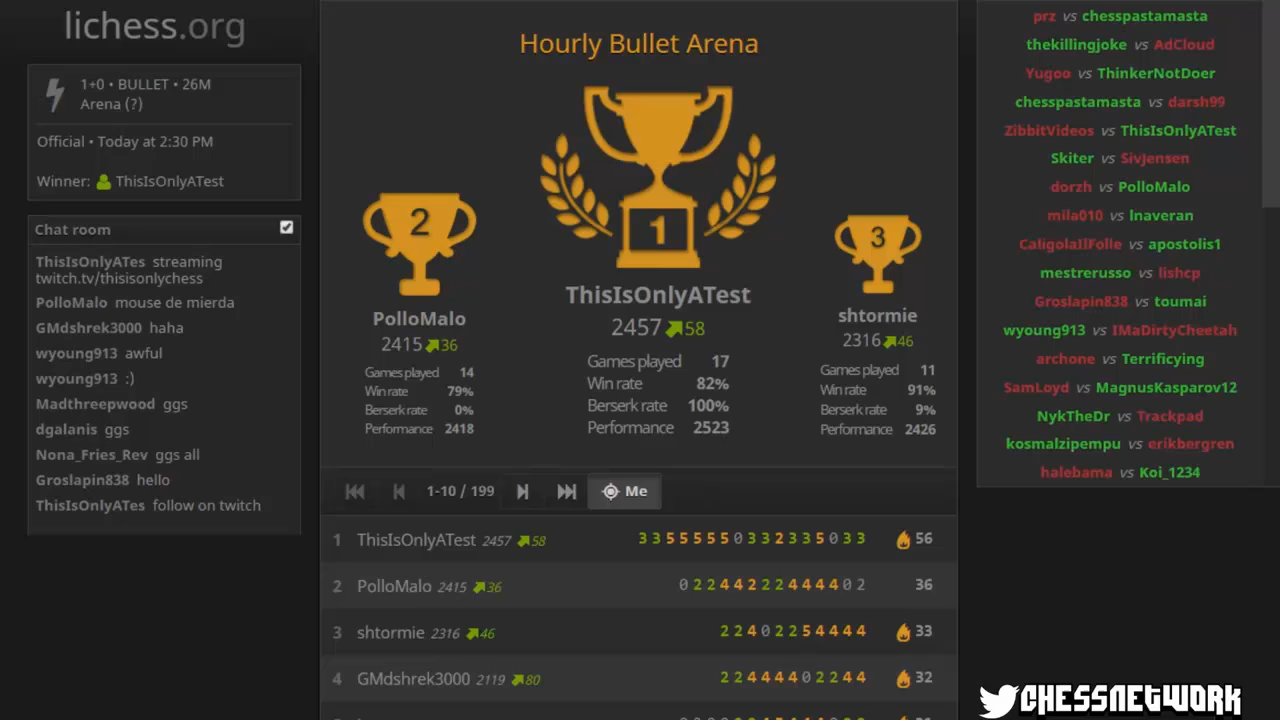 lichess.org
1+0 • BULLET • 26M
Arena (?)
Official • Today at 2:30 PM
Winner: ThisIsOnlyATest
Chat room
ThisIsOnlyATes streaming
twitch.tv/thisisonlychess
PolloMalo mouse de mierda
GMdshrek3000 haha
wyoung913 awful
wyoung913 :)
Madthreepwood ggs
dgalanis ggs
Nona_Fries_Rev ggs all
Groslapin838 hello
ThisIsOnlyATes follow on twitch
Hourly Bullet Arena
2
PolloMalo
2415 36
Games played 14
Win rate 79%
Berserk rate 0%
Performance 2418
1
ThisIsOnlyATest
2457 58
Games played 17
Win rate 82%
Berserk rate 100%
Performance 2523
3
shtormie
2316 46
Games played 11
Win rate 91%
Berserk rate 9%
Performance 2426
1-10 / 199 Me
1 ThisIsOnlyATest 2457 58 3 3 5 5 5 5 5 0 3 3 2 3 3 5 0 3 3 56
2 PolloMalo 2415 36 0 2 2 4 4 2 2 2 4 4 4 4 0 2 36
3 shtormie 2316 46 2 2 4 0 2 2 5 4 4 4 4 33
4 GMdshrek3000 2119 80 2 2 4 4 4 4 0 2 2 4 4 32
prz vs chesspastamasta
thekillingjoke vs AdCloud
Yugoo vs ThinkerNotDoer
chesspastamasta vs darsh99
ZibbitVideos vs ThisIsOnlyATest
Skiter vs SivJensen
dorzh vs PolloMalo
mila010 vs lnaveran
CaligolaIlFolle vs apostolis1
mestrerusso vs lishcp
Groslapin838 vs toumai
wyoung913 vs IMaDirtyCheetah
archone vs Terrificying
SamLoyd vs MagnusKasparov12
NykTheDr vs Trackpad
kosmalzipempu vs erikbergren
halebama vs Koi_1234
CHESSNETWORK